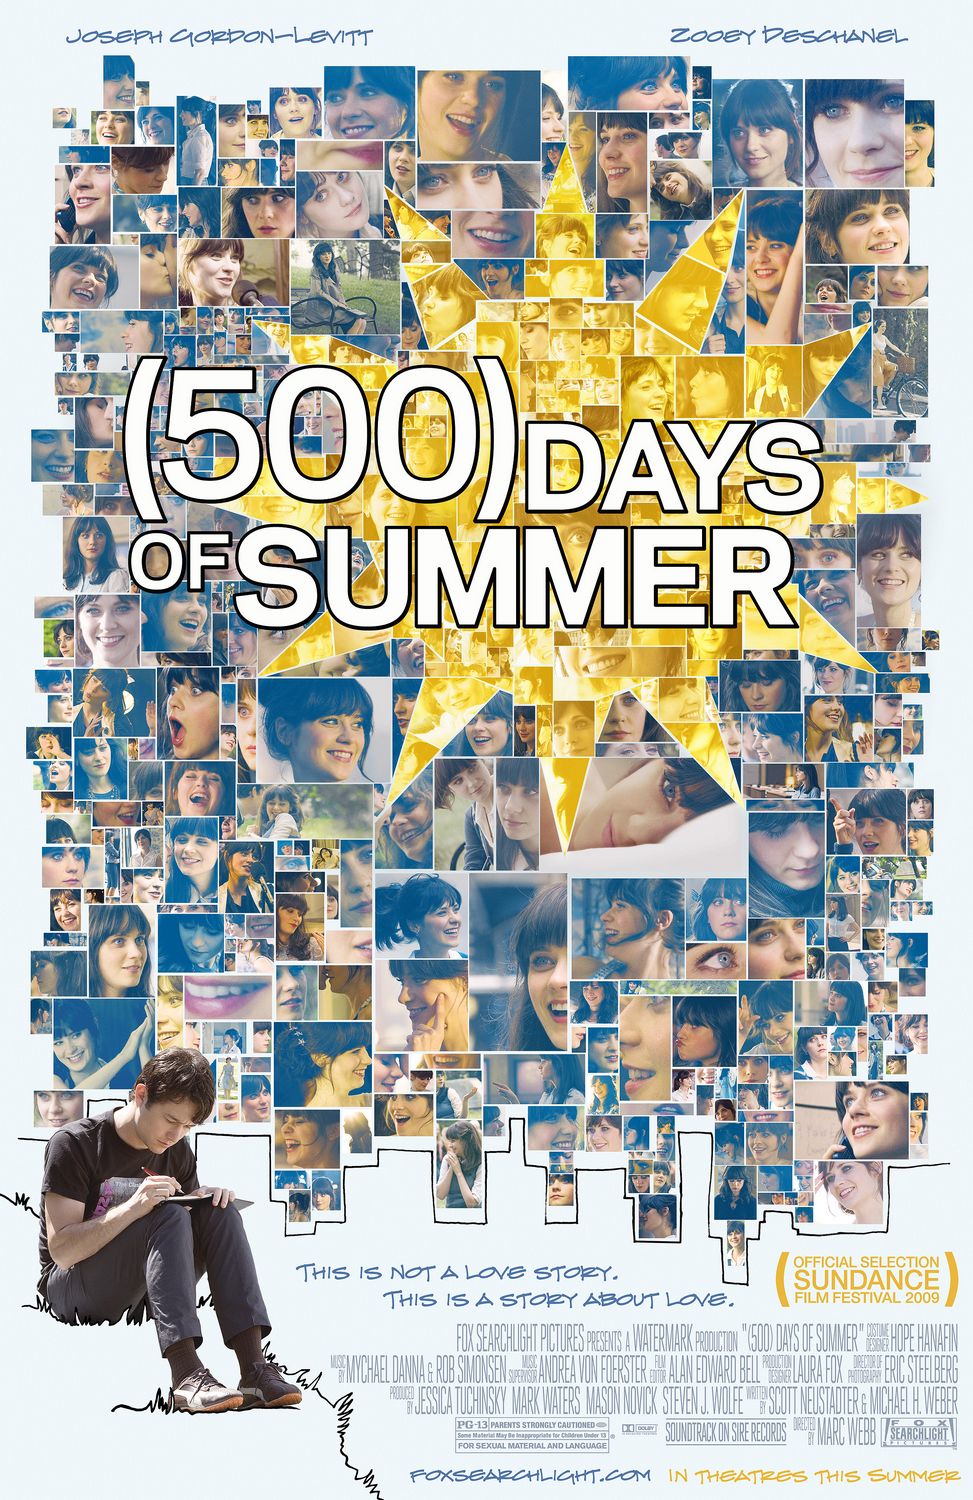 JOSEPH GORDON-LEVITT
ZOOEY DESCHANEL
(500) DAYS
OF SUMMER
THIS IS NOT A LOVE STORY.
THIS IS A STORY ABOUT LOVE.
OFFICIAL SELECTION
SUNDANCE
FILM FESTIVAL 2009
FOX SEARCHLIGHT PICTURES PRESENTS A WATERMARK PRODUCTION "(500) DAYS OF SUMMER" COSTUME DESIGNER HOPE HANAFIN
MUSIC BY MYCHAEL DANNA & ROB SIMONSEN MUSIC SUPERVISOR ANDREA VON FOERSTER FILM EDITOR ALAN EDWARD BELL PRODUCTION DESIGNER LAURA FOX DIRECTOR OF PHOTOGRAPHY ERIC STEELBERG
PRODUCED BY JESSICA TUCHINSKY MARK WATERS MASON NOVICK STEVEN J. WOLFE WRITTEN BY SCOTT NEUSTADTER & MICHAEL H. WEBER
PG-13 PARENTS STRONGLY CAUTIONED
Some Material May Be Inappropriate for Children Under 13
FOR SEXUAL MATERIAL AND LANGUAGE
DOLBY
SOUNDTRACK ON SIRE RECORDS
DIRECTED BY MARC WEBB
FOX
SEARCHLIGHT
PICTURES
FOXSEARCHLIGHT.COM IN THEATRES THIS SUMMER